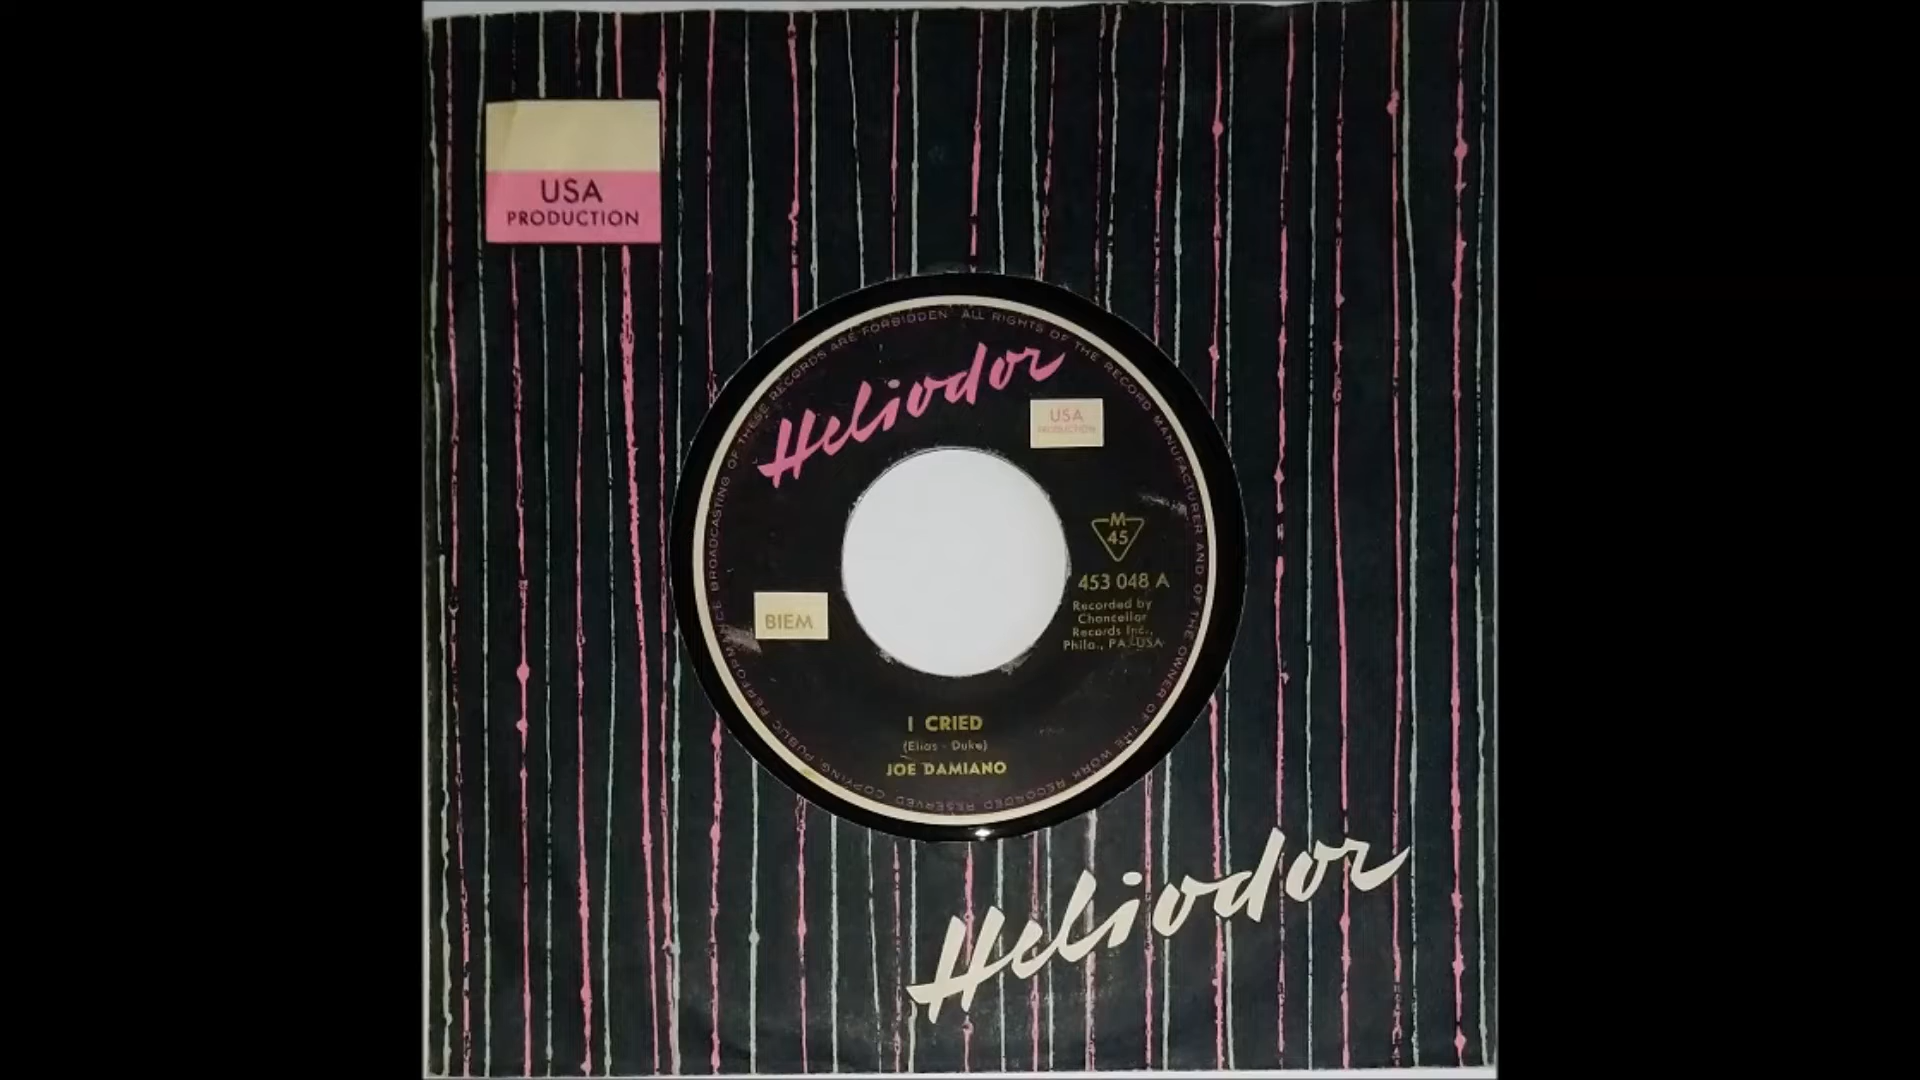 USA
PRODUCTION
BROADCASTING OF THESE RECORDS ARE FORBIDDEN ALL RIGHTS OF THE RECORD MANUFACTURER AND OF THE OWNER OF THE WORK RECORDED RESERVED COPYING, PUBLIC PERFORMANCE
Heliodor
USA
PRODUCTION
M
45
453 048 A
BIEM
Recorded by
Chancellor
Records Inc.,
Phila., PA.-USA
I CRIED
(Elias - Duke)
JOE DAMIANO
Heliodor